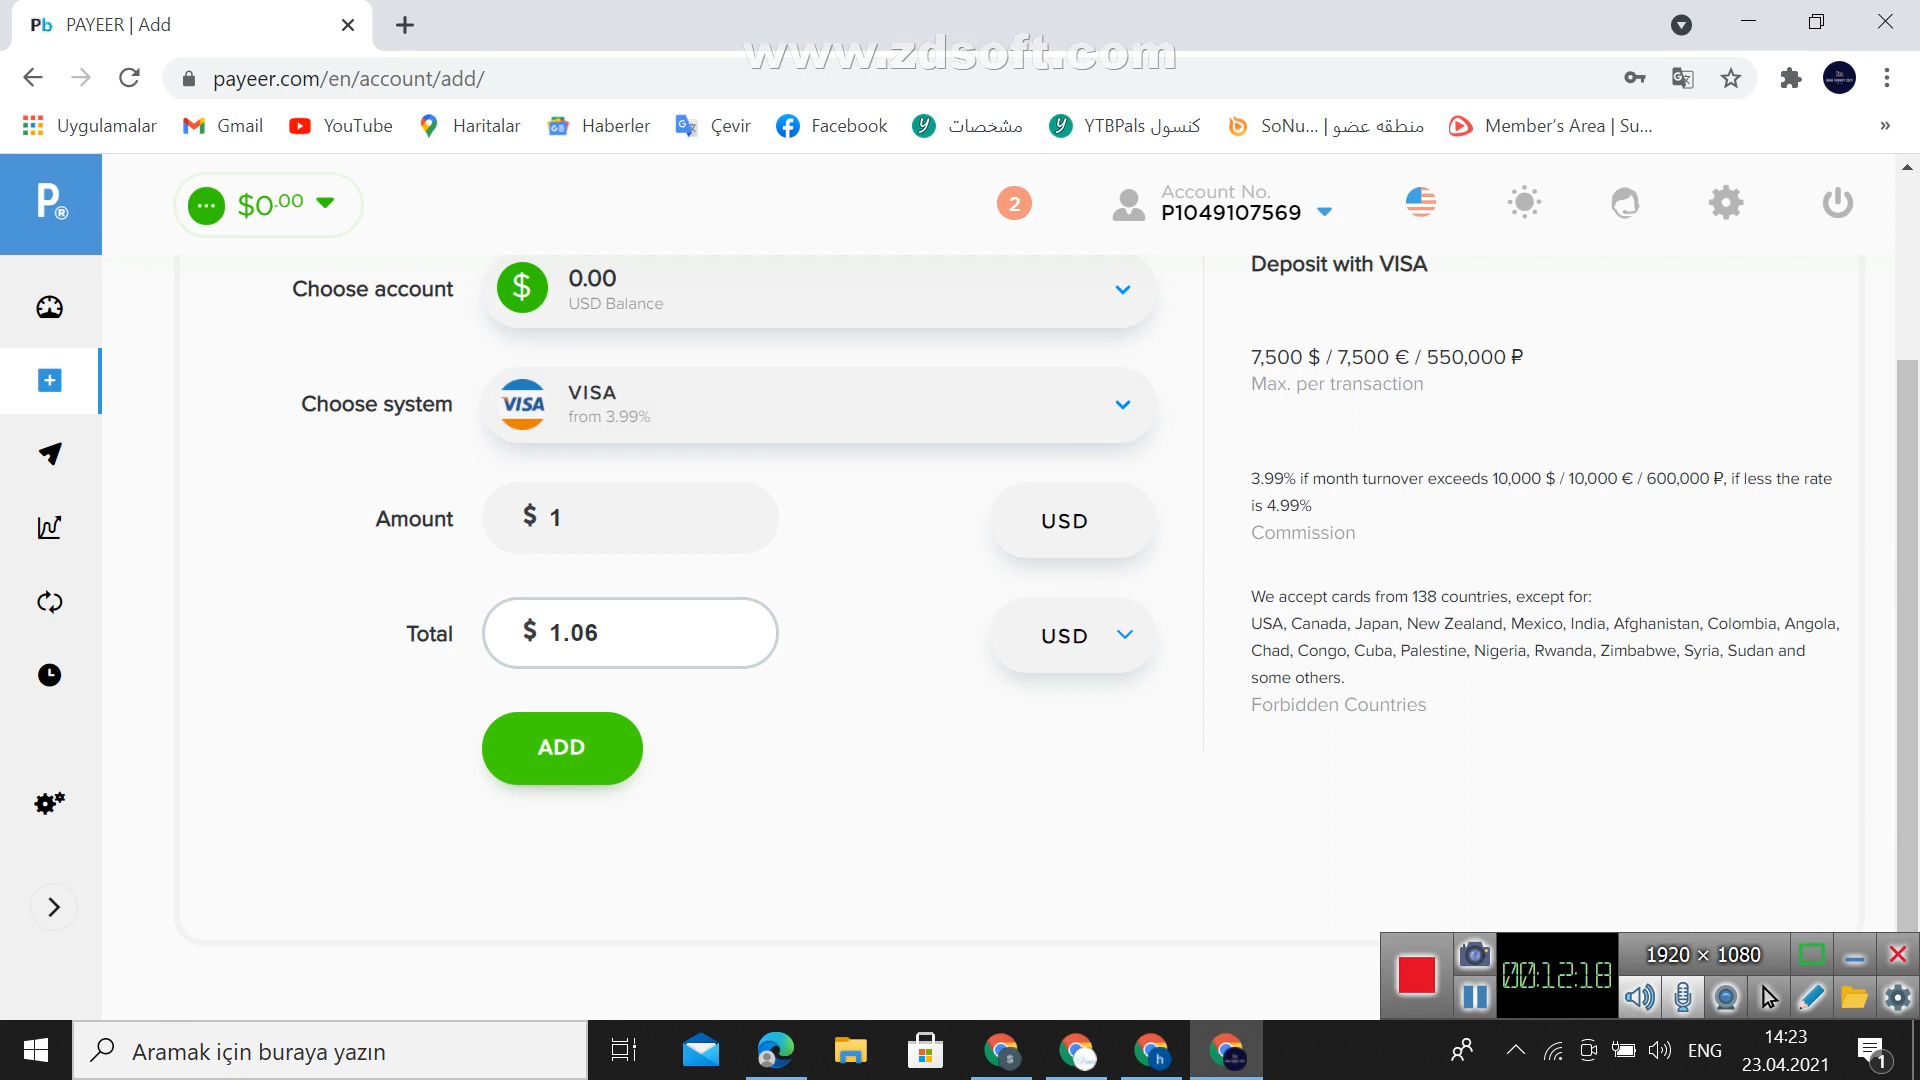 PAYEER | Add
www.zdsoft.com
payeer.com/en/account/add/
Uygulamalar
Gmail
YouTube
Haritalar
Haberler
Çevir
Facebook
مشخصات
YTBPals کنسول
SoNu... | منطقه عضو
Member's Area | Su...
$0.00
2
Account No.
P1049107569
Choose account
0.00
USD Balance
Choose system
VISA
VISA
from 3.99%
Amount
$ 1
USD
Total
$ 1.06
USD
ADD
Deposit with VISA
7,500 $ / 7,500 € / 550,000 ₽
Max. per transaction
3.99% if month turnover exceeds 10,000 $ / 10,000 € / 600,000 ₽, if less the rate
is 4.99%
Commission
We accept cards from 138 countries, except for:
USA, Canada, Japan, New Zealand, Mexico, India, Afghanistan, Colombia, Angola,
Chad, Congo, Cuba, Palestine, Nigeria, Rwanda, Zimbabwe, Syria, Sudan and
some others.
Forbidden Countries
00:12:18
1920 × 1080
Aramak için buraya yazın
ENG
14:23
23.04.2021
1